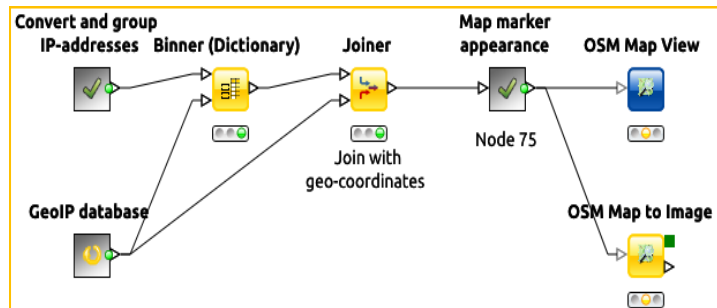 Convert and group
IP-addresses
Binner (Dictionary)
Joiner
Map marker
appearance
OSM Map View
Node 75
Join with
geo-coordinates
GeoIP database
OSM Map to Image